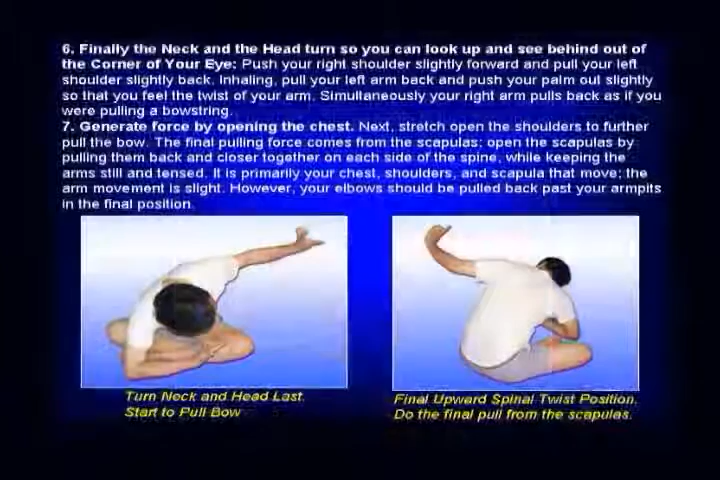 6. Finally the Neck and the Head turn so you can look up and see behind out of
the Corner of Your Eye: Push your right shoulder slightly forward and pull your left
shoulder slightly back. Inhaling, pull your left arm back and push your palm out slightly
so that you feel the twist of your arm. Simultaneously your right arm pulls back as if you
were pulling a bowstring.
7. Generate force by opening the chest. Next, stretch open the shoulders to further
pull the bow. The final pulling force comes from the scapulas; open the scapulas by
pulling them back and closer together on each side of the spine, while keeping the
arms still and tensed. It is primarily your chest, shoulders, and scapula that move; the
arm movement is slight. However, your elbows should be pulled back past your armpits
in the final position.
Turn Neck and Head Last.
Start to Pull Bow
Final Upward Spinal Twist Position.
Do the final pull from the scapulas.